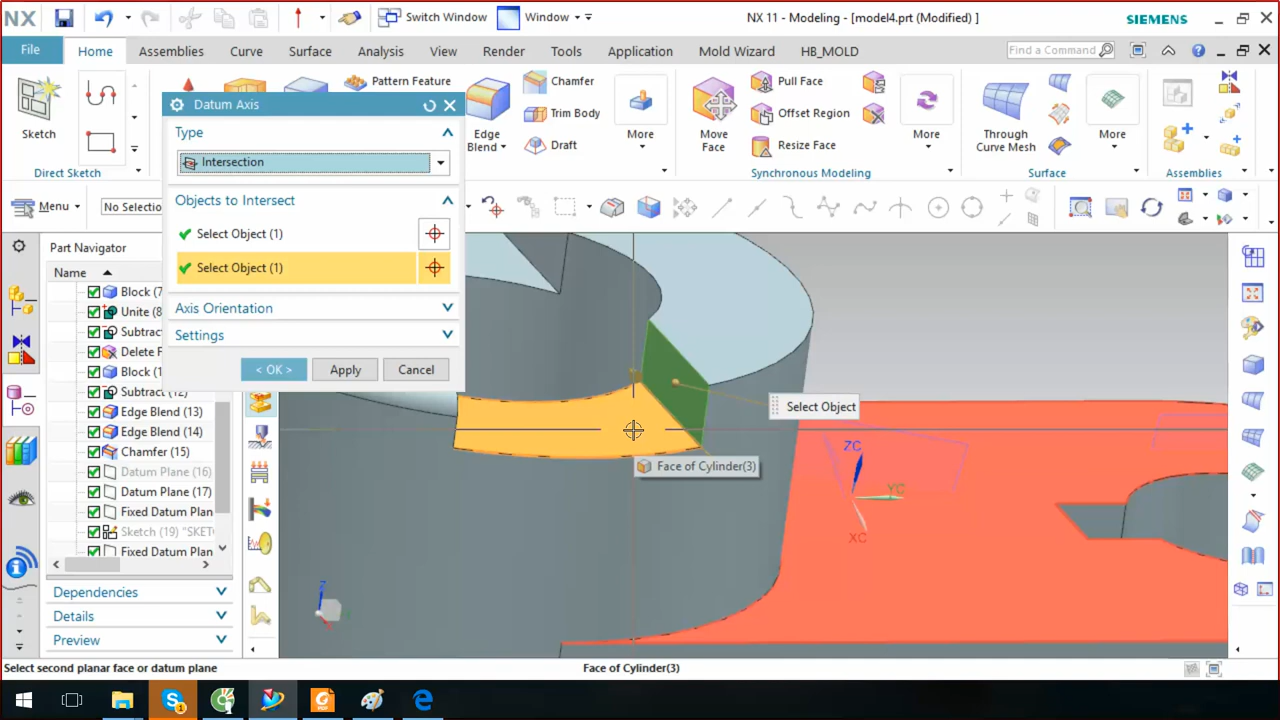 NX
Switch Window
Window
NX 11 - Modeling - [model4.prt (Modified) ]
SIEMENS
File
Home
Assemblies
Curve
Surface
Analysis
View
Render
Tools
Application
Mold Wizard
HB_MOLD
Find a Command
Sketch
Direct Sketch
Pattern Feature
Edge
Blend
Chamfer
Trim Body
Draft
More
Move
Face
Pull Face
Offset Region
Resize Face
More
Synchronous Modeling
Through
Curve Mesh
More
Surface
Assemblies
Menu
No Selectio
Datum Axis
Type
Intersection
Objects to Intersect
Select Object (1)
Select Object (1)
Axis Orientation
Settings
< OK >
Apply
Cancel
Part Navigator
Name
Block (7
Unite (8
Subtrac
Delete F
Block (1
Subtract (12)
Edge Blend (13)
Edge Blend (14)
Chamfer (15)
Datum Plane (16)
Datum Plane (17)
Fixed Datum Plan
Sketch (19) "SKET
Fixed Datum Plan
Dependencies
Details
Preview
Select Object
Face of Cylinder(3)
ZC
YC
XC
Z
Select second planar face or datum plane
Face of Cylinder(3)